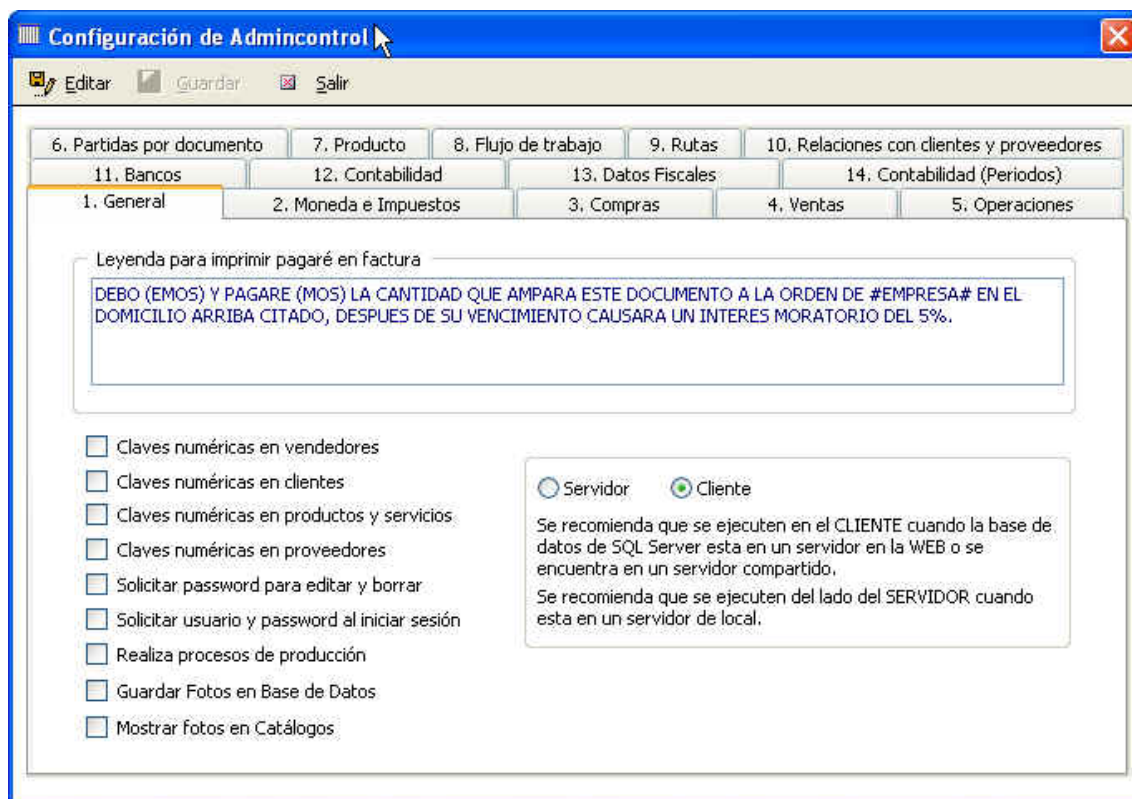 Configuración de Admincontrol
Editar Guardar Salir
6. Partidas por documento 7. Producto 8. Flujo de trabajo 9. Rutas 10. Relaciones con clientes y proveedores
11. Bancos 12. Contabilidad 13. Datos Fiscales 14. Contabilidad (Periodos)
1. General 2. Moneda e Impuestos 3. Compras 4. Ventas 5. Operaciones
Leyenda para imprimir pagaré en factura
DEBO (EMOS) Y PAGARE (MOS) LA CANTIDAD QUE AMPARA ESTE DOCUMENTO A LA ORDEN DE #EMPRESA# EN EL
DOMICILIO ARRIBA CITADO, DESPUES DE SU VENCIMIENTO CAUSARA UN INTERES MORATORIO DEL 5%.
Claves numéricas en vendedores
Claves numéricas en clientes
Claves numéricas en productos y servicios
Claves numéricas en proveedores
Solicitar password para editar y borrar
Solicitar usuario y password al iniciar sesión
Realiza procesos de producción
Guardar Fotos en Base de Datos
Mostrar fotos en Catálogos
Servidor Cliente
Se recomienda que se ejecuten en el CLIENTE cuando la base de
datos de SQL Server esta en un servidor en la WEB o se
encuentra en un servidor compartido.
Se recomienda que se ejecuten del lado del SERVIDOR cuando
esta en un servidor de local.